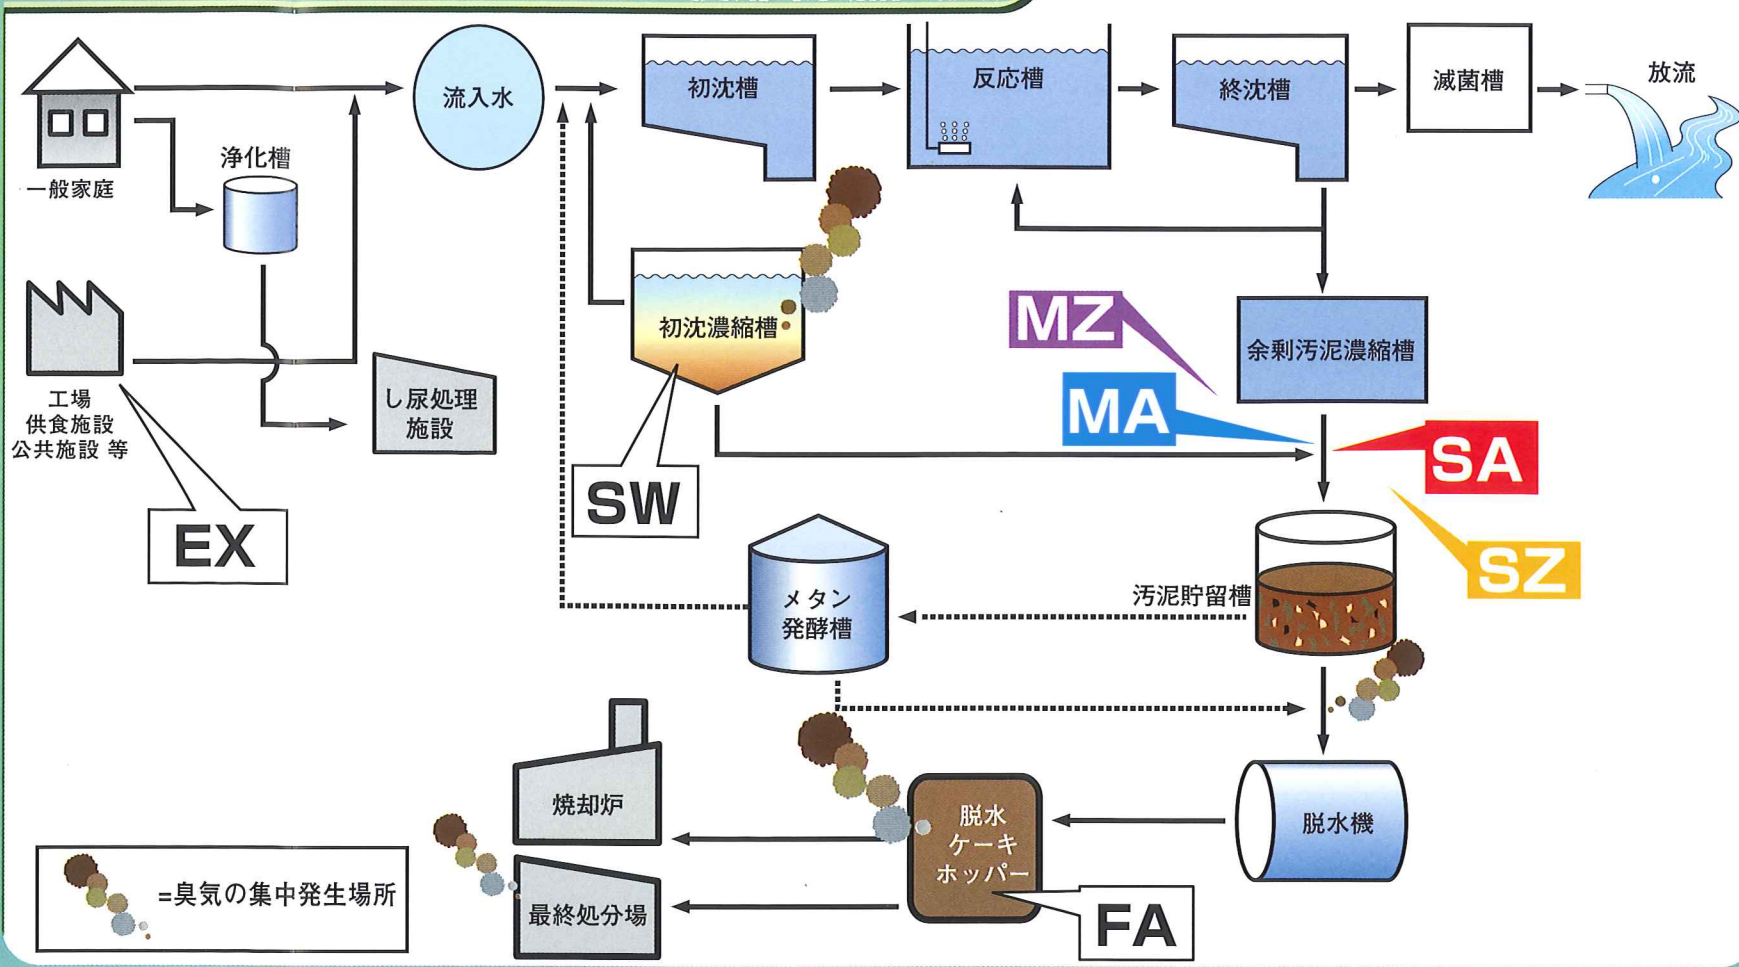 流入水
初沈槽
反応槽
終沈槽
滅菌槽
放流
一般家庭
浄化槽
工場
供食施設
公共施設 等
し尿処理
施設
EX
初沈濃縮槽
SW
MZ
MA
余剰汚泥濃縮槽
SA
SZ
汚泥貯留槽
メタン
発酵槽
脱水機
脱水
ケーキ
ホッパー
FA
焼却炉
最終処分場
=臭気の集中発生場所